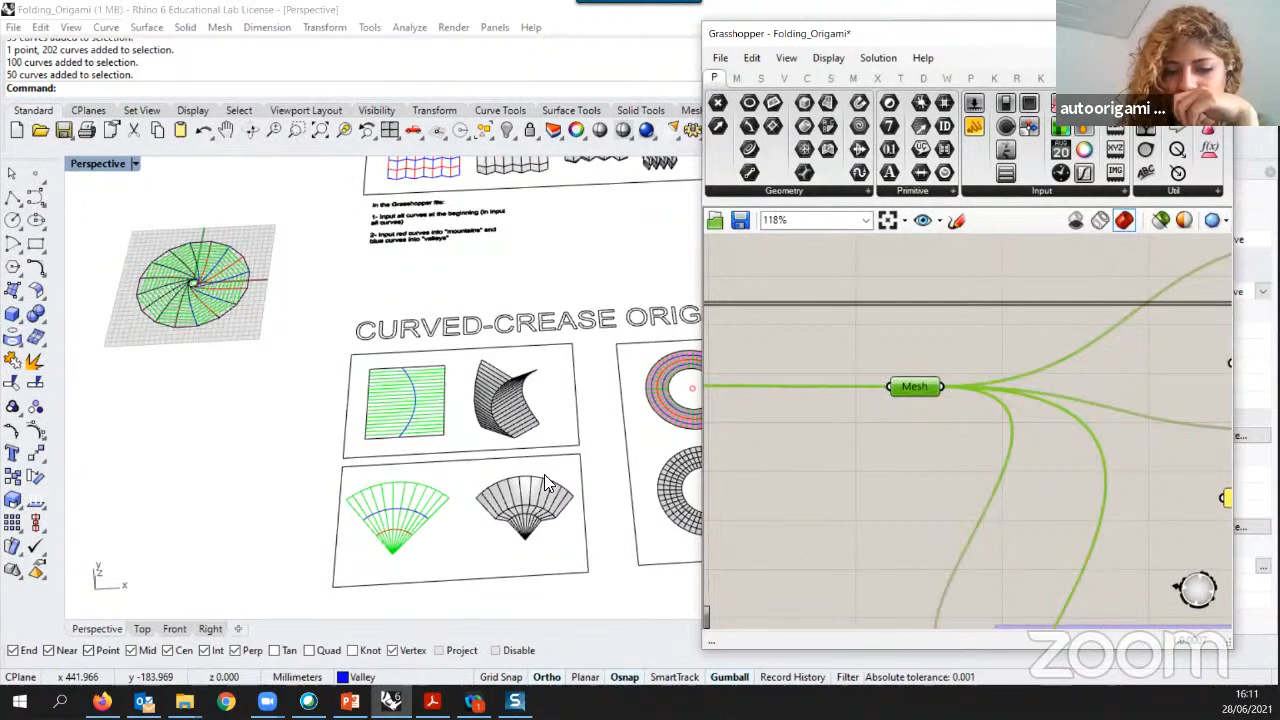 Folding_Origami (1 MB) - Rhino 6 Educational Lab License - [Perspective]
File Edit View Curve Surface Solid Mesh Dimension Transform Tools Analyze Render Panels Help
1 point, 202 curves added to selection.
100 curves added to selection.
50 curves added to selection.
Command:
Standard CPlanes Set View Display Select Viewport Layout Visibility Transform Curve Tools Surface Tools Solid Tools Mesh
Perspective
In the Grasshopper file:
1- Input all curves at the beginning (in input all curves)
2- Input red curves into "mountains" and blue curves into "valleys"
CURVED-CREASE ORIG
Grasshopper - Folding_Origami*
File Edit View Display Solution Help
P M S V C S M X T D W P K R K
Geometry Primitive Input Util
118%
Mesh
autoorigami ...
z y x
Perspective Top Front Right
End Near Point Mid Cen Int Perp Tan Quad Knot Vertex Project Disable
CPlane x 441.966 y -183.969 z 0.000 Millimeters Valley Grid Snap Ortho Planar Osnap SmartTrack Gumball Record History Filter Absolute tolerance: 0.001
zoom
16:11
28/06/2021